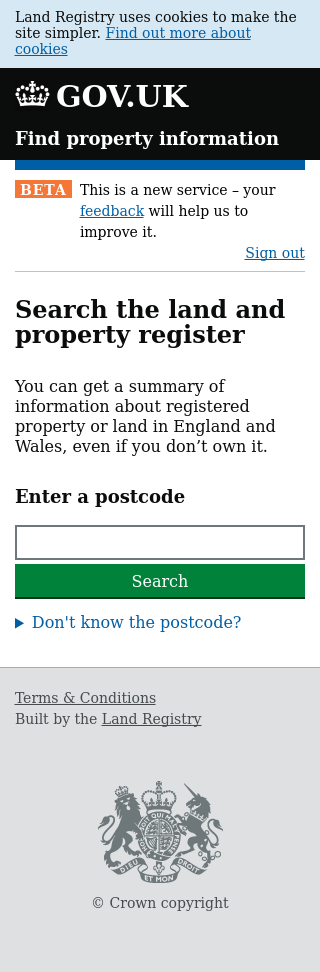 Land Registry uses cookies to make the
site simpler. Find out more about
cookies
GOV.UK
Find property information
BETA This is a new service – your
feedback will help us to
improve it.
Sign out
Search the land and
property register
You can get a summary of
information about registered
property or land in England and
Wales, even if you don’t own it.
Enter a postcode
Search
Don't know the postcode?
Terms & Conditions
Built by the Land Registry
© Crown copyright